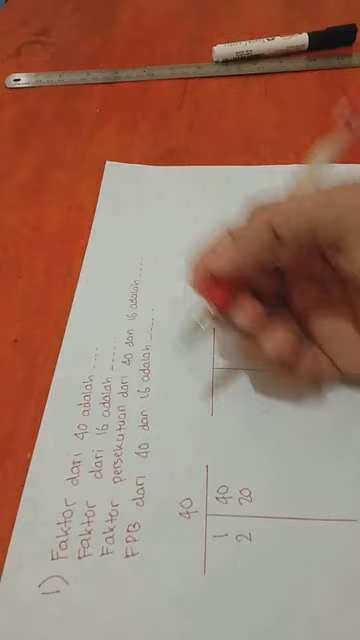 1) Faktor dari 40 adalah ....
Faktor dari 16 adalah .....
Faktor persekutuan dari 40 dan 16 adalah ....
FPB dari 40 dan 16 adalah .....
40
1 40
2 20